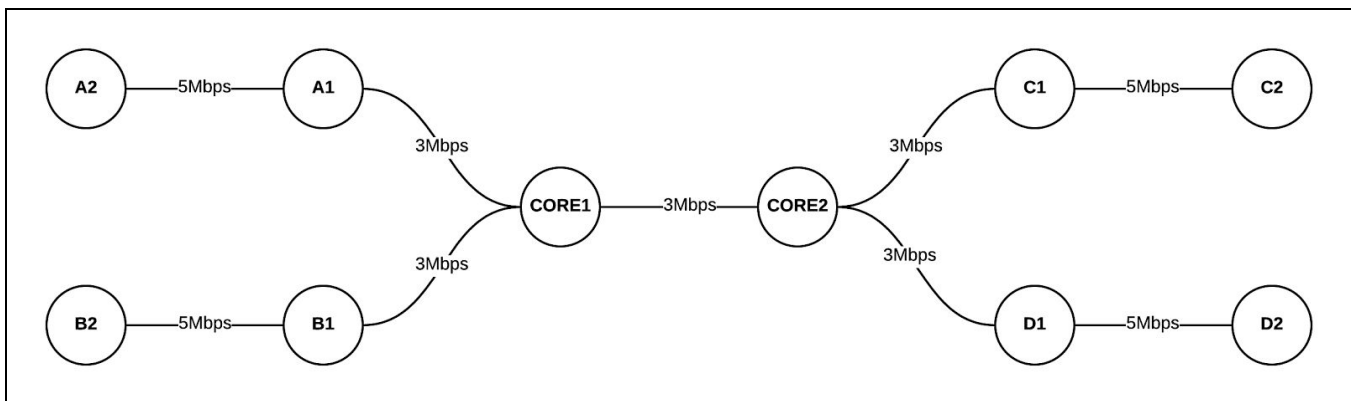 A2 5Mbps A1
C1 5Mbps C2
3Mbps 3Mbps
CORE1 3Mbps CORE2
3Mbps 3Mbps
B2 5Mbps B1
D1 5Mbps D2